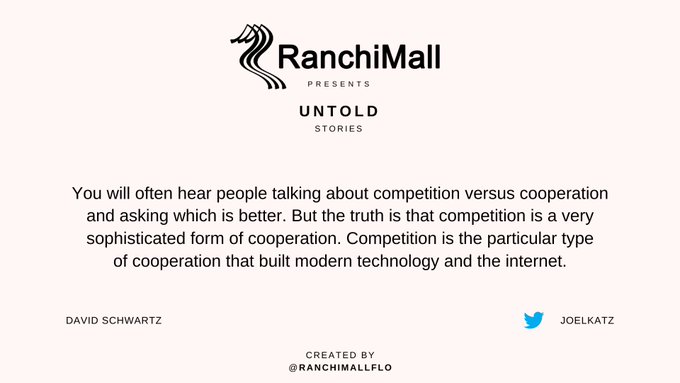 RanchiMall
PRESENTS
UNTOLD
STORIES
You will often hear people talking about competition versus cooperation
and asking which is better. But the truth is that competition is a very
sophisticated form of cooperation. Competition is the particular type
of cooperation that built modern technology and the internet.
DAVID SCHWARTZ
JOELKATZ
CREATED BY
@RANCHIMALLFLO